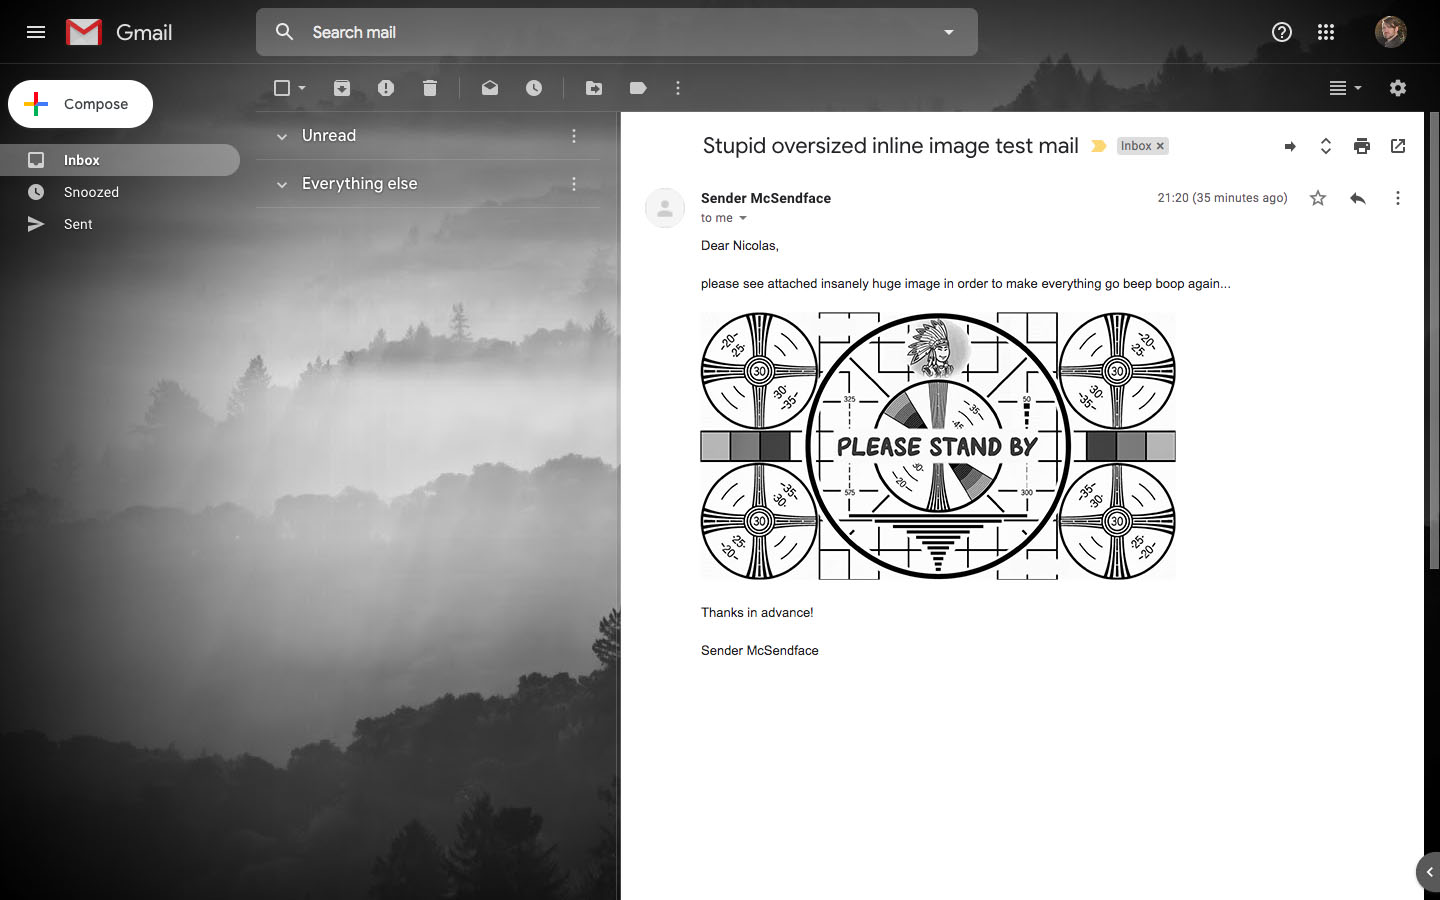 Gmail
Search mail
Compose
Inbox
Snoozed
Sent
Unread
Everything else
Stupid oversized inline image test mail
Inbox ×
Sender McSendface
21:20 (35 minutes ago)
to me
Dear Nicolas,
please see attached insanely huge image in order to make everything go beep boop again...
-20-
25-
30
-30-
-35-
-20-
25-
30
-30-
-35-
325
50
-35-
-45
PLEASE STAND BY
30-
-20-
575
300
-35-
-30-
30
-25-
-20-
-35-
-30-
30
-25-
-20-
Thanks in advance!
Sender McSendface